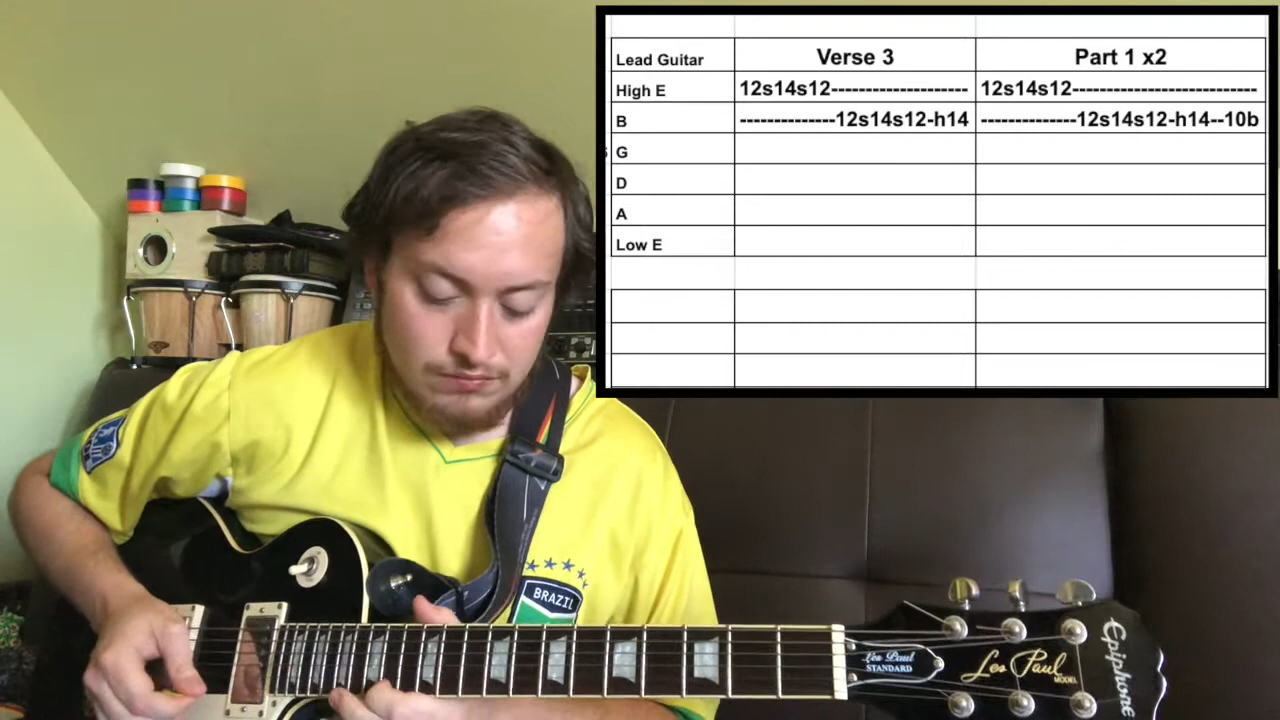 Lead Guitar Verse 3 Part 1 x2
High E 12s14s12-------------------- 12s14s12---------------------------
B --------------12s14s12-h14 --------------12s14s12-h14--10b
G
D
A
Low E
BRAZIL
Les Paul
STANDARD
Les Paul
MODEL
Epiphone